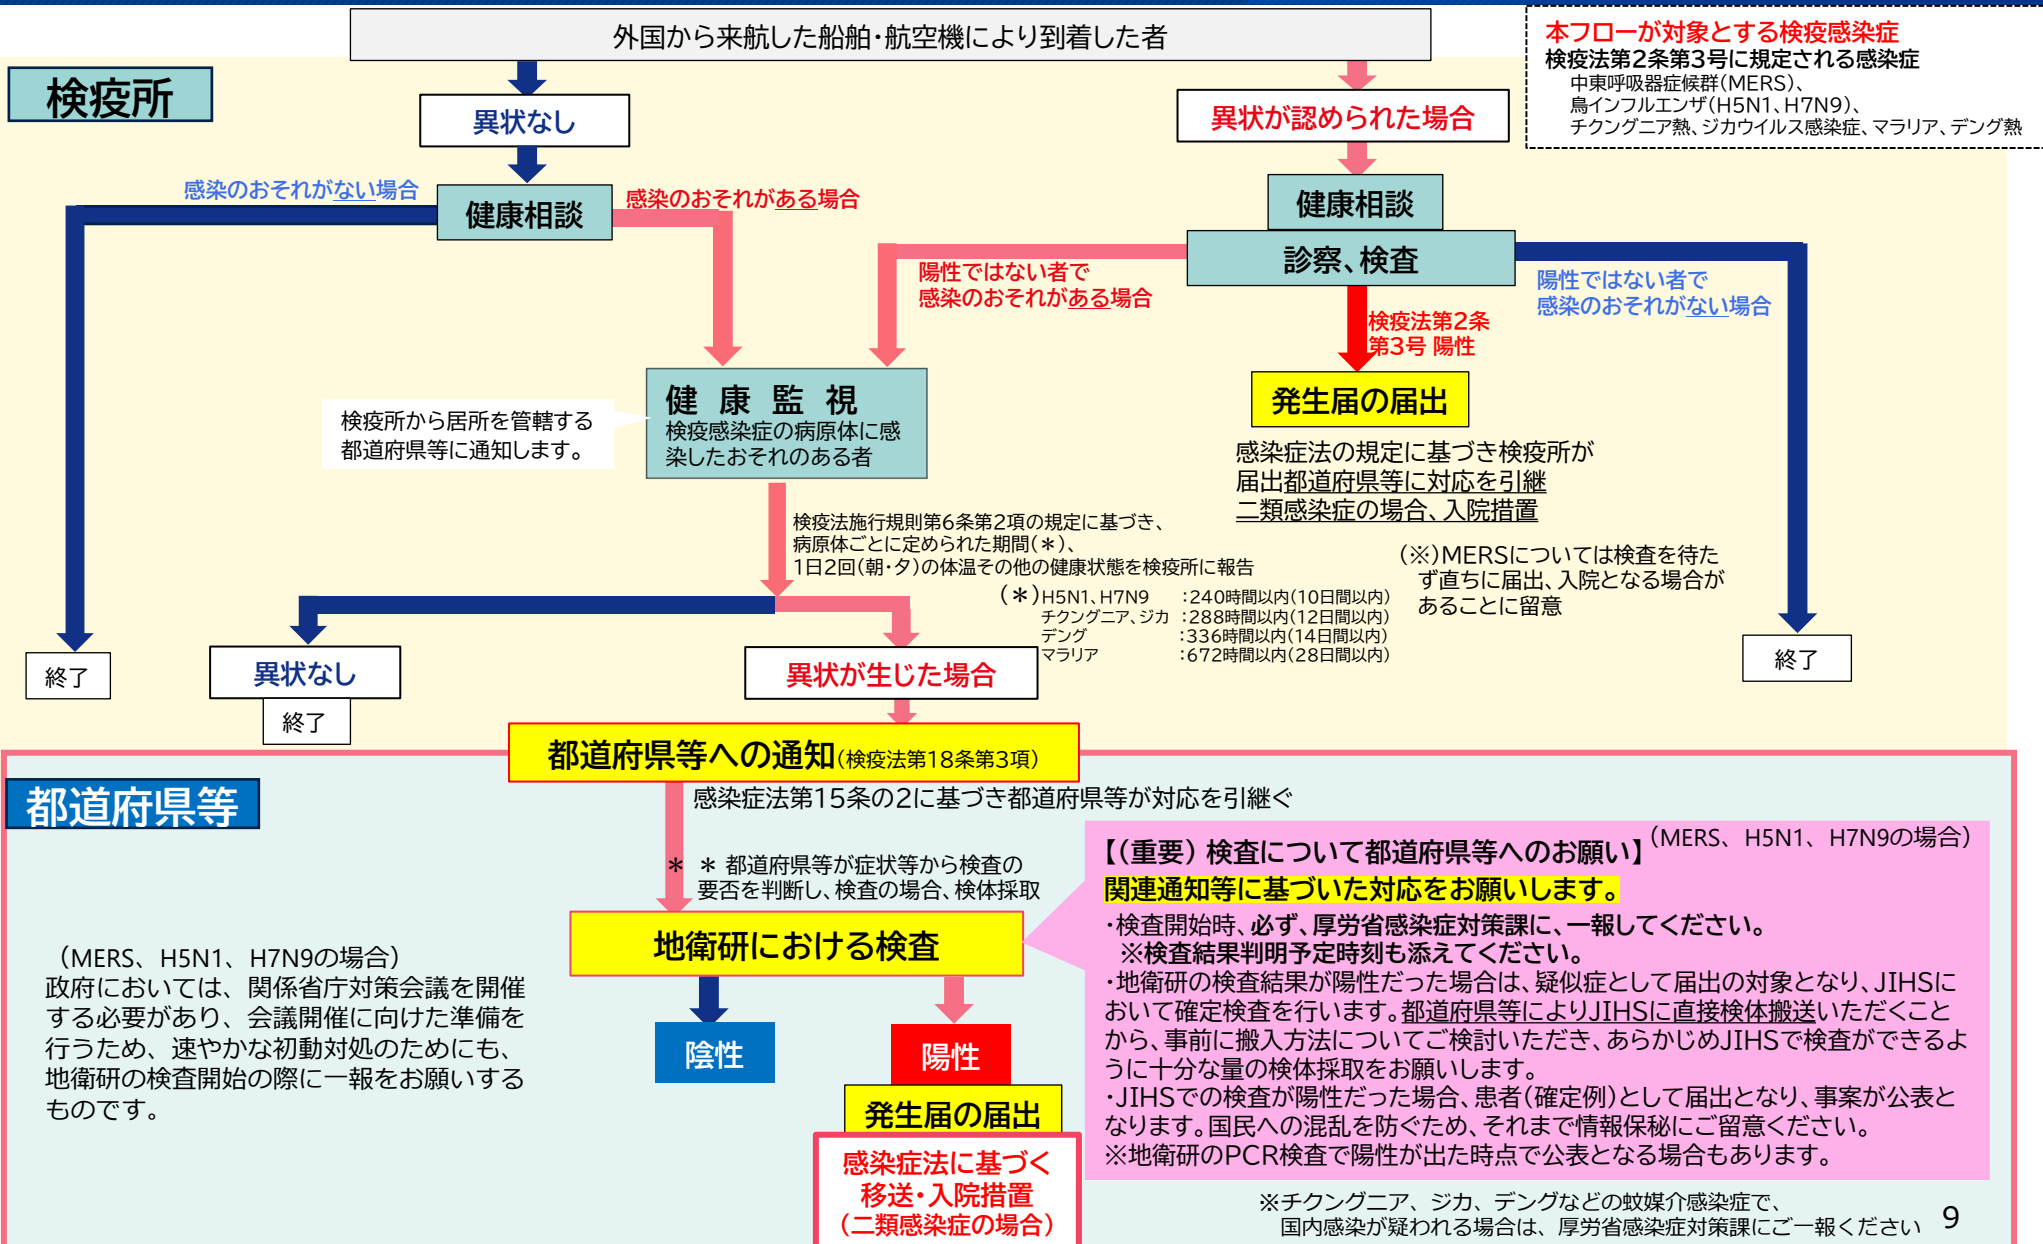 外国から来航した船舶・航空機により到着した者
本フローが対象とする検疫感染症
検疫法第2条第3号に規定される感染症
中東呼吸器症候群(MERS)、
鳥インフルエンザ(H5N1、H7N9)、
チクングニア熱、ジカウイルス感染症、マラリア、デング熱
検疫所
異状なし
異状が認められた場合
感染のおそれがない場合
健康相談
感染のおそれがある場合
健康相談
診察、検査
陽性ではない者で
感染のおそれがある場合
陽性ではない者で
感染のおそれがない場合
検疫法第2条
第3号 陽性
健 康 監 視
検疫感染症の病原体に感
染したおそれのある者
検疫所から居所を管轄する
都道府県等に通知します。
発生届の届出
感染症法の規定に基づき検疫所が
届出都道府県等に対応を引継
二類感染症の場合、入院措置
検疫法施行規則第6条第2項の規定に基づき、
病原体ごとに定められた期間(*)、
1日2回(朝・夕)の体温その他の健康状態を検疫所に報告
(※)MERSについては検査を待た
ず直ちに届出、入院となる場合が
あることに留意
(*)H5N1、H7N9 :240時間以内(10日間以内)
チクングニア、ジカ :288時間以内(12日間以内)
デング :336時間以内(14日間以内)
マラリア :672時間以内(28日間以内)
終了
異状なし
終了
異状が生じた場合
終了
都道府県等への通知(検疫法第18条第3項)
都道府県等
感染症法第15条の2に基づき都道府県等が対応を引継ぐ
* * 都道府県等が症状等から検査の
要否を判断し、検査の場合、検体採取
地衛研における検査
陰性
陽性
発生届の届出
感染症法に基づく
移送・入院措置
(二類感染症の場合)
(MERS、H5N1、H7N9の場合)
政府においては、関係省庁対策会議を開催
する必要があり、会議開催に向けた準備を
行うため、速やかな初動対処のためにも、
地衛研の検査開始の際に一報をお願いする
ものです。
【(重要) 検査について都道府県等へのお願い】(MERS、H5N1、H7N9の場合)
関連通知等に基づいた対応をお願いします。
・検査開始時、必ず、厚労省感染症対策課に、一報してください。
※検査結果判明予定時刻も添えてください。
・地衛研の検査結果が陽性だった場合は、疑似症として届出の対象となり、JIHSに
おいて確定検査を行います。都道府県等によりJIHSに直接検体搬送いただくこと
から、事前に搬入方法についてご検討いただき、あらかじめJIHSで検査ができるよ
うに十分な量の検体採取をお願いします。
・JIHSでの検査が陽性だった場合、患者(確定例)として届出となり、事案が公表と
なります。国民への混乱を防ぐため、それまで情報保秘にご留意ください。
※地衛研のPCR検査で陽性が出た時点で公表となる場合もあります。
※チクングニア、ジカ、デングなどの蚊媒介感染症で、
国内感染が疑われる場合は、厚労省感染症対策課にご一報ください
9